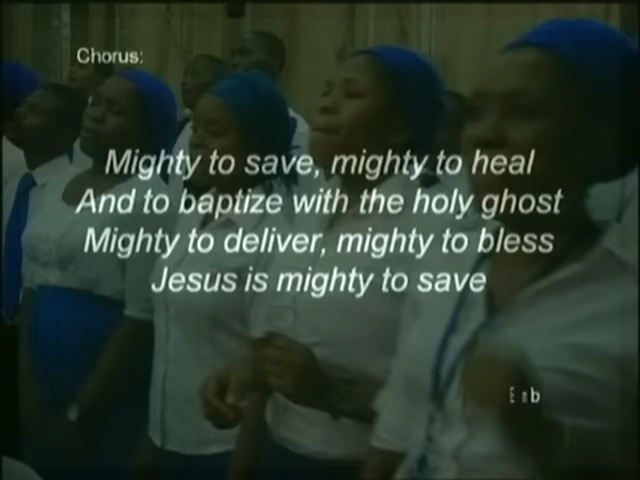 Chorus:
Mighty to save, mighty to heal
And to baptize with the holy ghost
Mighty to deliver, mighty to bless
Jesus is mighty to save
E♮b